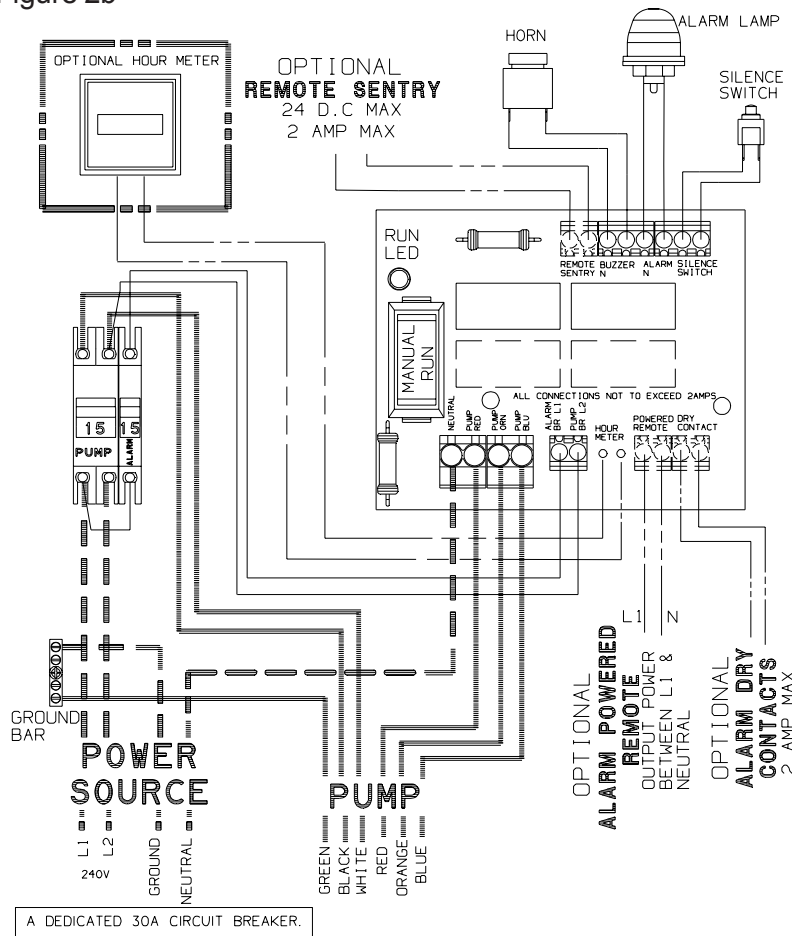 Figure 2b
OPTIONAL HOUR METER
OPTIONAL
REMOTE SENTRY
24 D.C MAX
2 AMP MAX
HORN
ALARM LAMP
SILENCE
SWITCH
RUN
LED
REMOTE
SENTRY
BUZZER
N
ALARM
N
SILENCE
SWITCH
MANUAL
RUN
ALL CONNECTIONS NOT TO EXCEED 2AMPS
NEUTRAL
PUMP
RED
PUMP
ORN
PUMP
BLU
ALARM
BR L1
PUMP
BR L2
HOUR
METER
POWERED
REMOTE
DRY
CONTACT
15
PUMP
15
ALARM
GROUND
BAR
POWER
SOURCE
L1
L2
240V
GROUND
NEUTRAL
PUMP
GREEN
BLACK
WHITE
RED
ORANGE
BLUE
L1
N
OPTIONAL
ALARM POWERED
REMOTE
OUTPUT POWER
BETWEEN L1 &
NEUTRAL
OPTIONAL
ALARM DRY
CONTACTS
2 AMP MAX
A DEDICATED 30A CIRCUIT BREAKER.